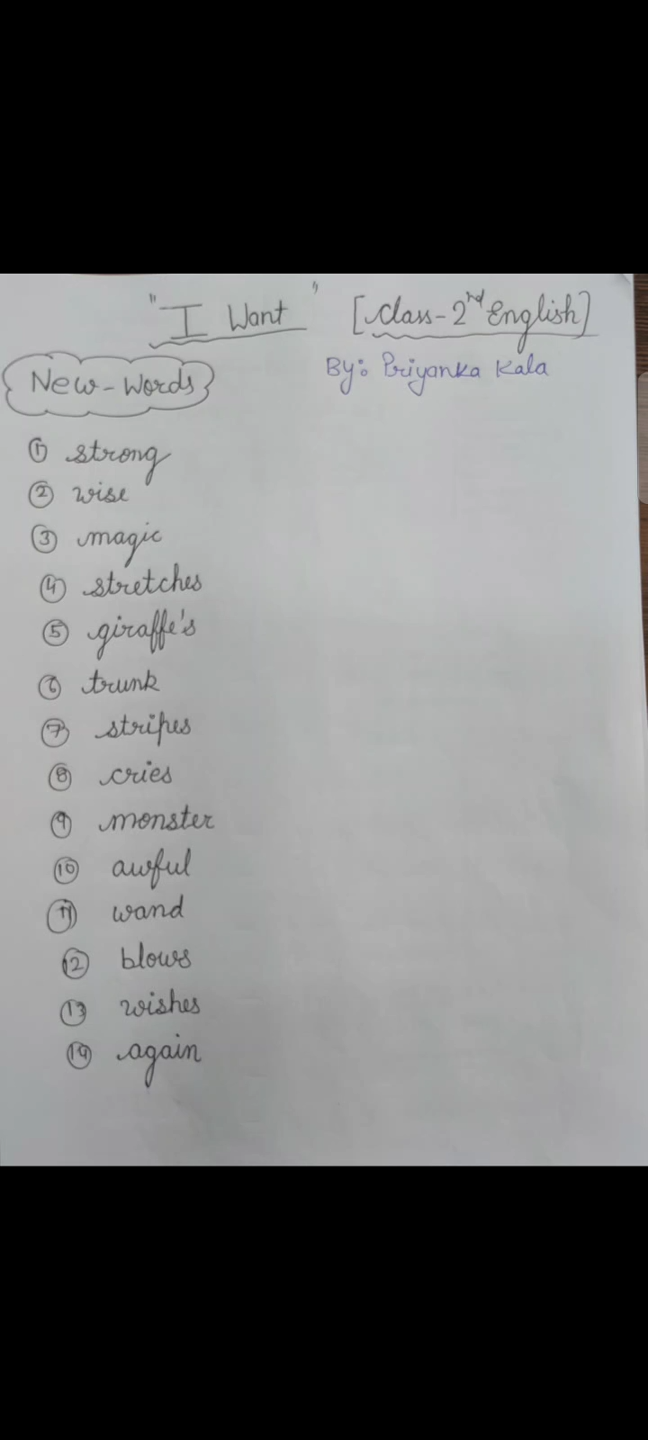 "I Want" [Class-2nd English]
By: Priyanka Kala
New-Words
① strong
② wise
③ magic
④ stretches
⑤ giraffe's
⑥ trunk
⑦ stripes
⑧ cries
⑨ monster
⑩ awful
⑪ wand
⑫ blows
⑬ wishes
⑭ again